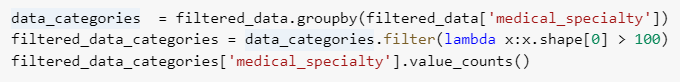 data_categories  = filtered_data.groupby(filtered_data['medical_specialty'])
filtered_data_categories = data_categories.filter(lambda x:x.shape[0] > 100)
filtered_data_categories['medical_specialty'].value_counts()